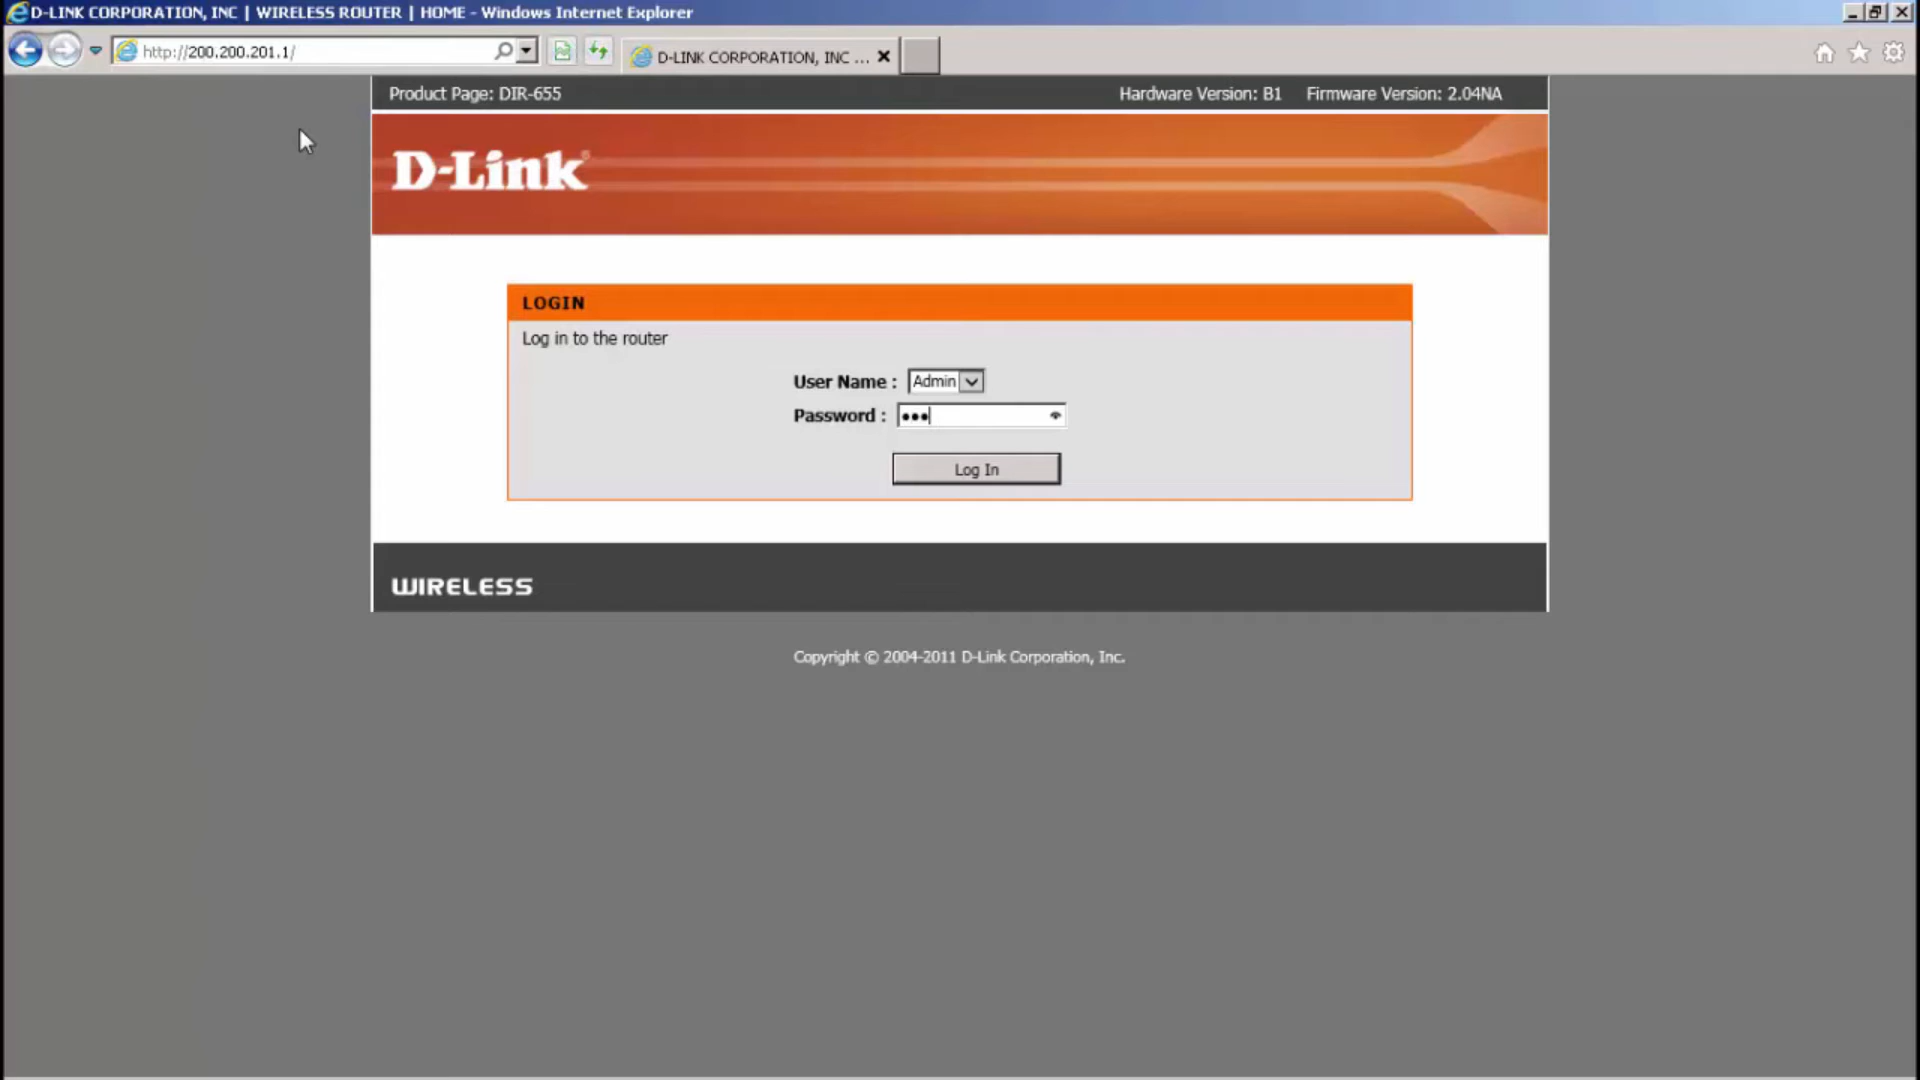 D-LINK CORPORATION, INC | WIRELESS ROUTER | HOME - Windows Internet Explorer
http://200.200.201.1/
D-LINK CORPORATION, INC ...
Product Page: DIR-655
Hardware Version: B1
Firmware Version: 2.04NA
D-Link®
LOGIN
Log in to the router
User Name :
Admin
Password :
Log In
WIRELESS
Copyright © 2004-2011 D-Link Corporation, Inc.